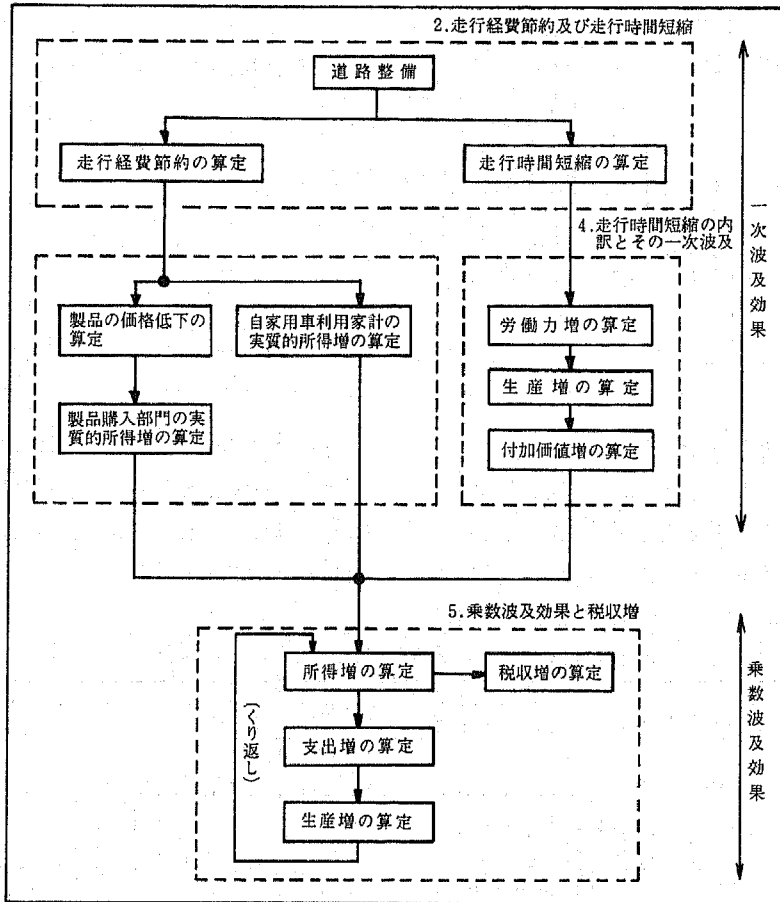 2.走行経費節約及び走行時間短縮
道路整備
走行経費節約の算定
走行時間短縮の算定
4.走行時間短縮の内
訳とその一次波及
一次波及効果
製品の価格低下の
算定
自家用車利用家計の
実質的所得増の算定
労働力増の算定
製品購入部門の実
質的所得増の算定
生産増の算定
付加価値増の算定
5.乗数波及効果と税収増
所得増の算定
税収増の算定
(くり返し)
支出増の算定
生産増の算定
乗数波及効果